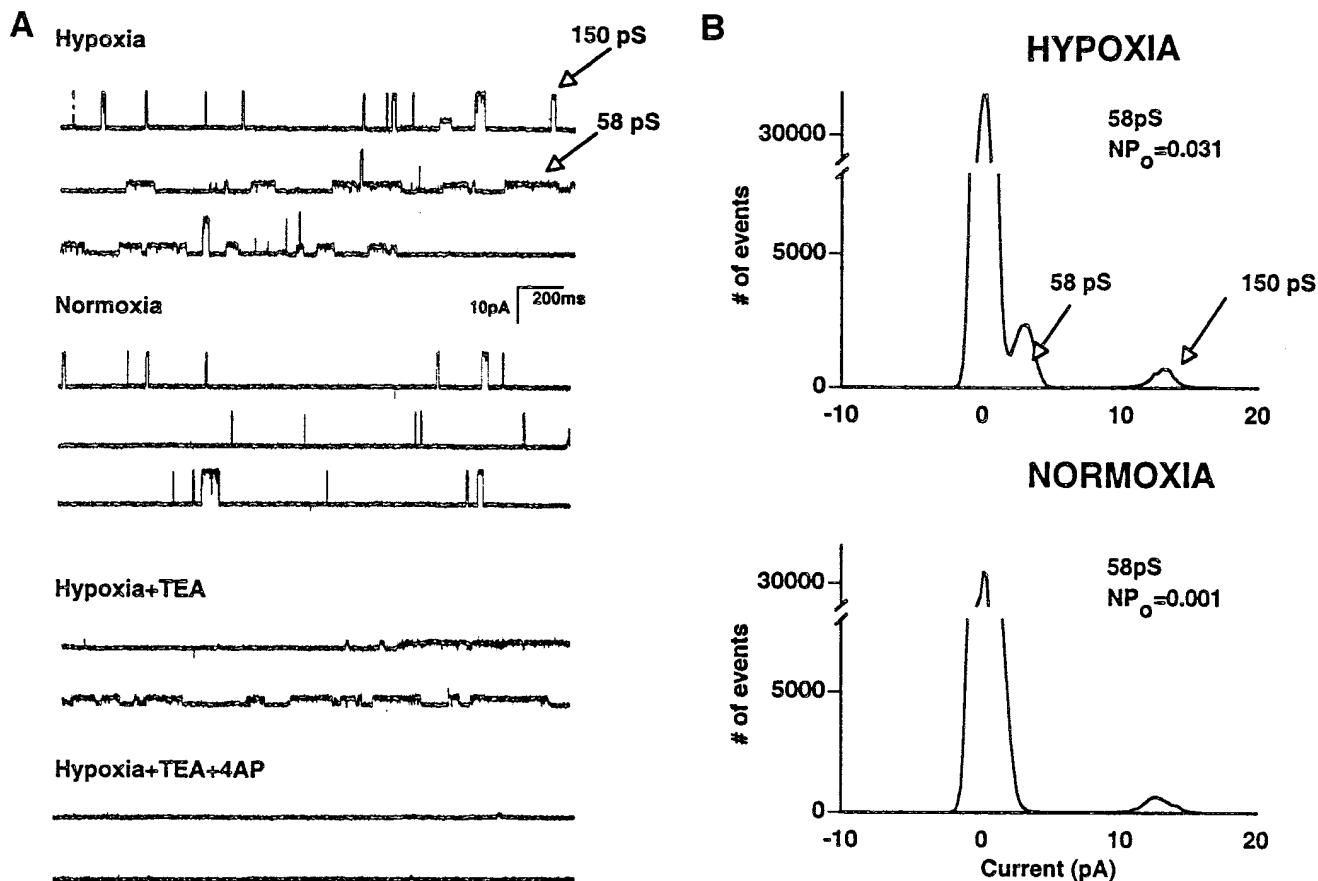 A
Hypoxia
150 pS
58 pS
Normoxia
10pA
200ms
Hypoxia+TEA
Hypoxia+TEA+4AP
B
HYPOXIA
30000
58pS
NPo=0.031
# of events
5000
58 pS
150 pS
0
-10
0
10
20
NORMOXIA
30000
58pS
NPo=0.001
# of events
5000
0
-10
0
10
20
Current (pA)